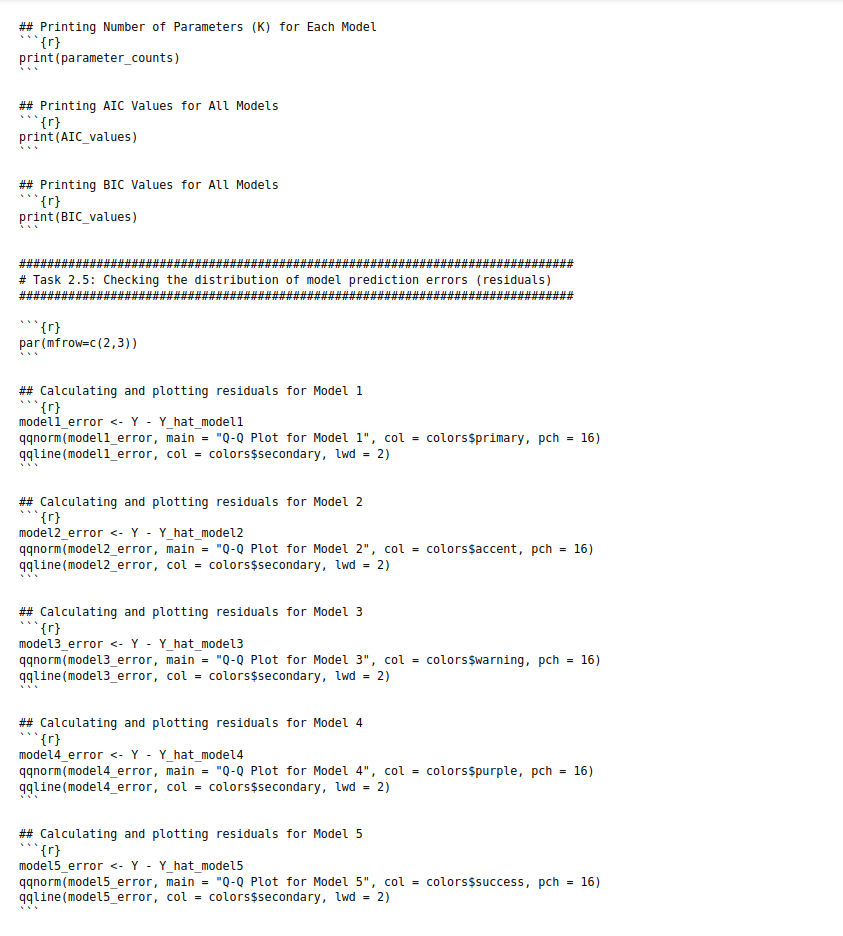 ## Printing Number of Parameters (K) for Each Model
```{r}
print(parameter_counts)
```
## Printing AIC Values for All Models
```{r}
print(AIC_values)
```
## Printing BIC Values for All Models
```{r}
print(BIC_values)
```
###############################################################################
# Task 2.5: Checking the distribution of model prediction errors (residuals)
###############################################################################
```{r}
par(mfrow=c(2,3))
```
## Calculating and plotting residuals for Model 1
```{r}
model1_error <- Y - Y_hat_model1
qqnorm(model1_error, main = "Q-Q Plot for Model 1", col = colors$primary, pch = 16)
qqline(model1_error, col = colors$secondary, lwd = 2)
```
## Calculating and plotting residuals for Model 2
```{r}
model2_error <- Y - Y_hat_model2
qqnorm(model2_error, main = "Q-Q Plot for Model 2", col = colors$accent, pch = 16)
qqline(model2_error, col = colors$secondary, lwd = 2)
```
## Calculating and plotting residuals for Model 3
```{r}
model3_error <- Y - Y_hat_model3
qqnorm(model3_error, main = "Q-Q Plot for Model 3", col = colors$warning, pch = 16)
qqline(model3_error, col = colors$secondary, lwd = 2)
```
## Calculating and plotting residuals for Model 4
```{r}
model4_error <- Y - Y_hat_model4
qqnorm(model4_error, main = "Q-Q Plot for Model 4", col = colors$purple, pch = 16)
qqline(model4_error, col = colors$secondary, lwd = 2)
```
## Calculating and plotting residuals for Model 5
```{r}
model5_error <- Y - Y_hat_model5
qqnorm(model5_error, main = "Q-Q Plot for Model 5", col = colors$success, pch = 16)
qqline(model5_error, col = colors$secondary, lwd = 2)
```